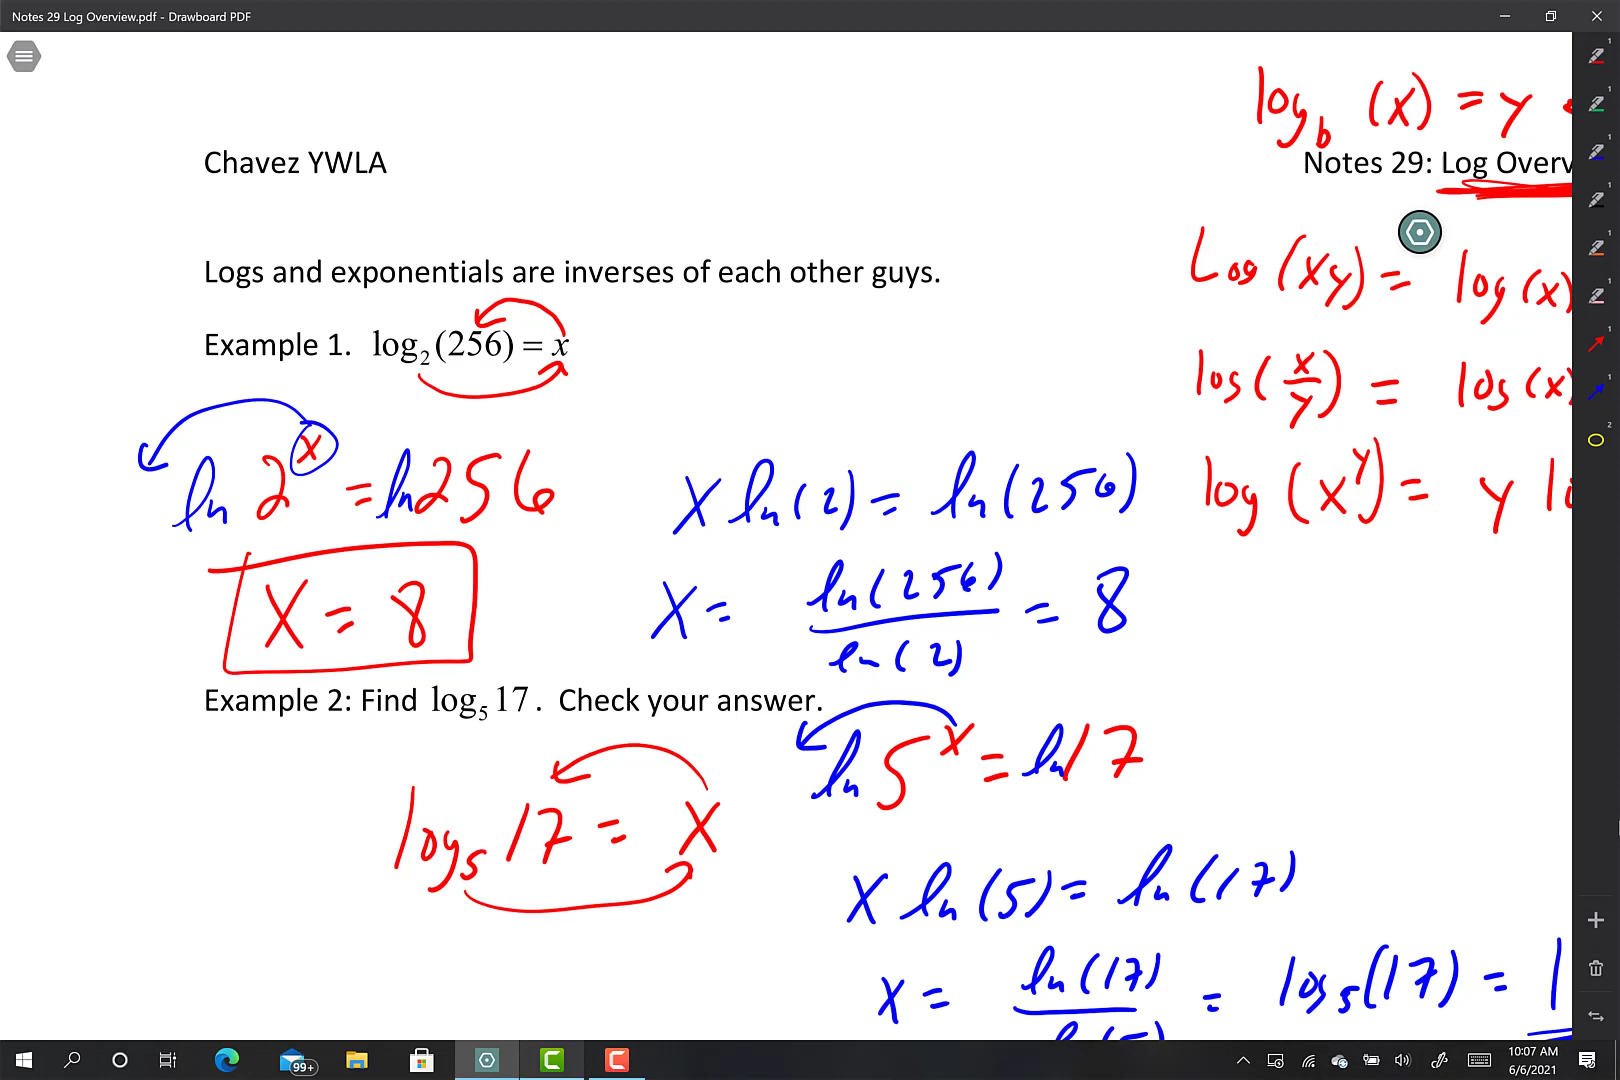 Notes 29 Log Overview.pdf - Drawboard PDF
log_b (x) = y
Chavez YWLA
Notes 29: Log Overv
Logs and exponentials are inverses of each other guys.
Log (xy) = log (x)
Example 1. log_2(256) = x
log(x/y) = log (x)
ln 2^x = ln 256
x ln(2) = ln(256)
log (x^y) = y lo
x = 8
x = ln(256)/ln(2) = 8
Example 2: Find log_5 17. Check your answer.
ln 5^x = ln 17
log_5 17 = x
x ln(5) = ln(17)
x = ln(17)/ln(5) = log_5(17) = 1
99+
10:07 AM
6/6/2021